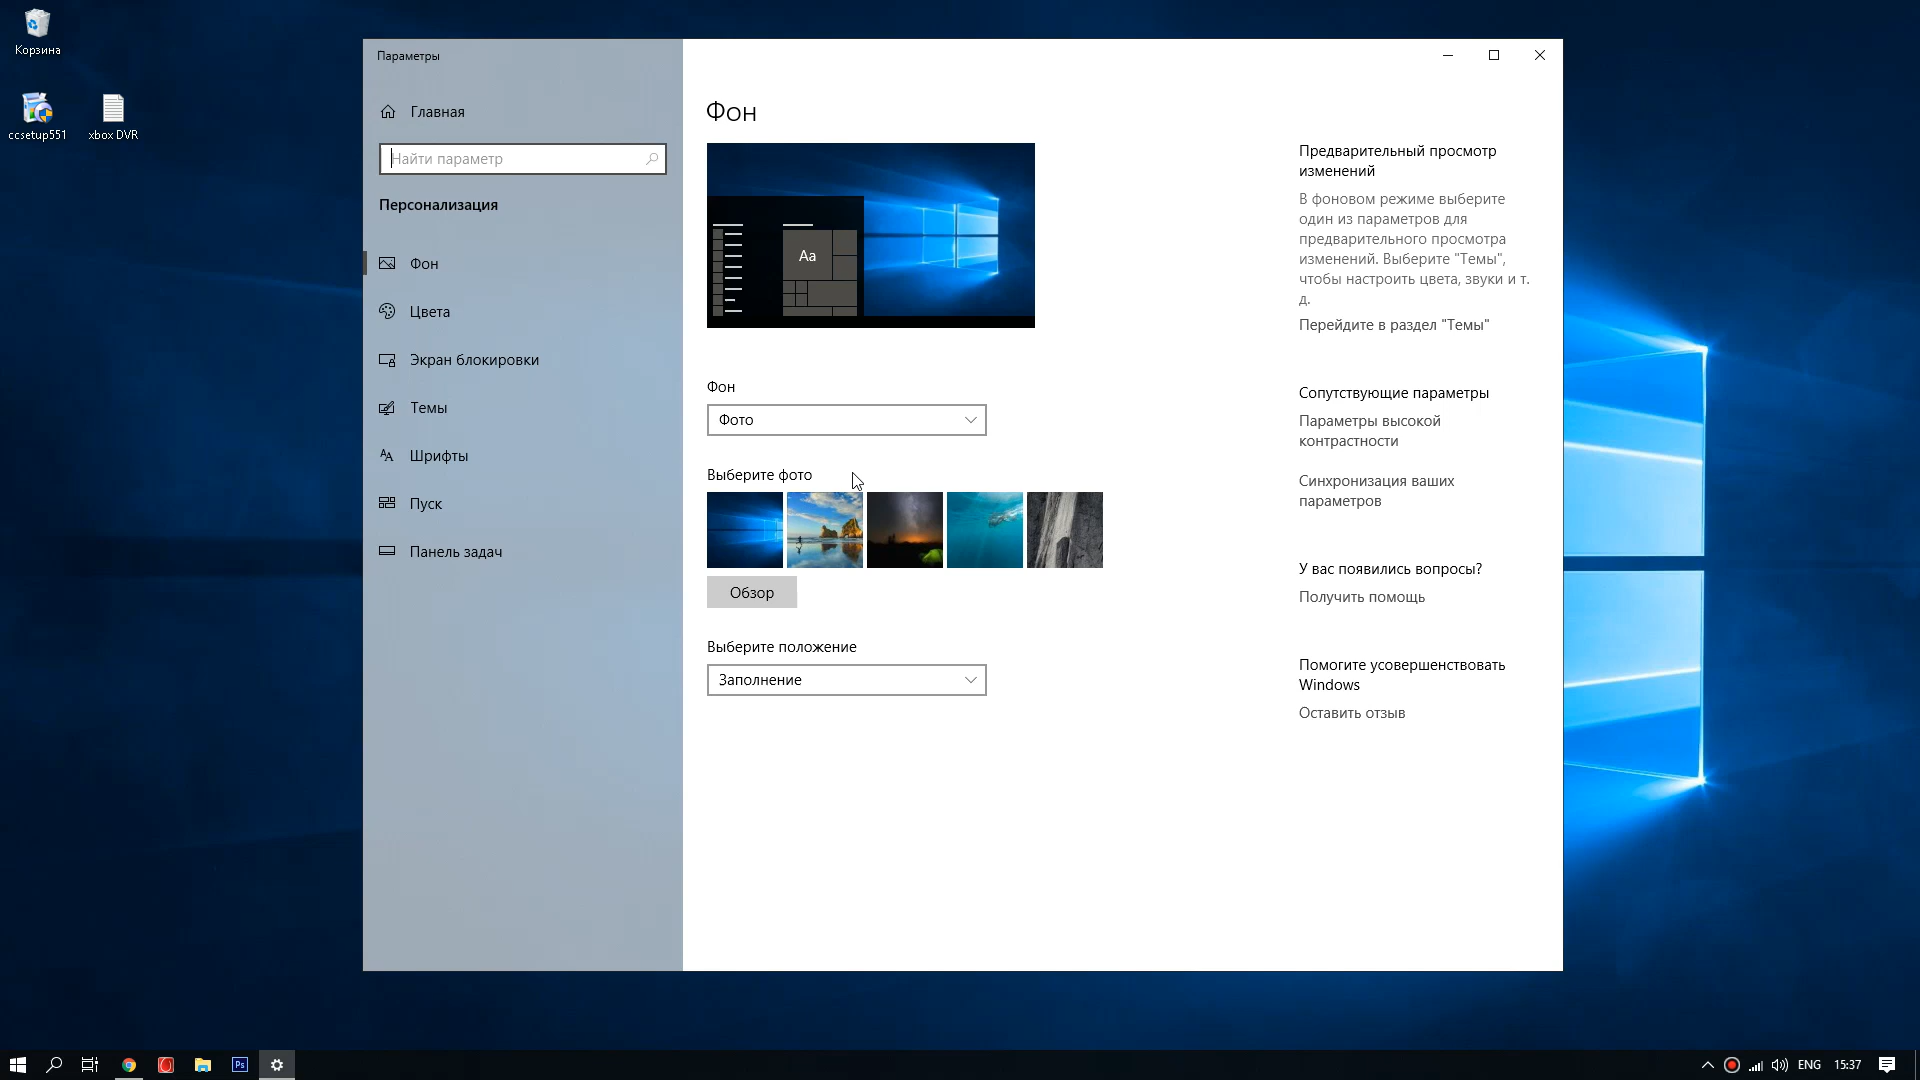 Корзина
ccsetup551
xbox DVR
Параметры
Главная
Найти параметр
Персонализация
Фон
Цвета
Экран блокировки
Темы
Шрифты
Пуск
Панель задач
Фон
Aa
Фон
Фото
Выберите фото
Обзор
Выберите положение
Заполнение
Предварительный просмотр
изменений
В фоновом режиме выберите
один из параметров для
предварительного просмотра
изменений. Выберите "Темы",
чтобы настроить цвета, звуки и т.
д.
Перейдите в раздел "Темы"
Сопутствующие параметры
Параметры высокой
контрастности
Синхронизация ваших
параметров
У вас появились вопросы?
Получить помощь
Помогите усовершенствовать
Windows
Оставить отзыв
Ps
ENG
15:37